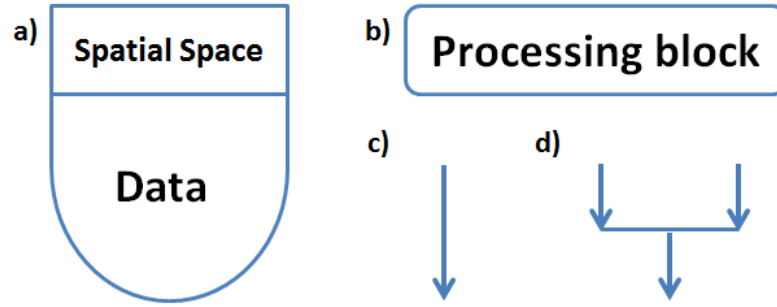 a)
Spatial Space
Data
b)
Processing block
c)
d)